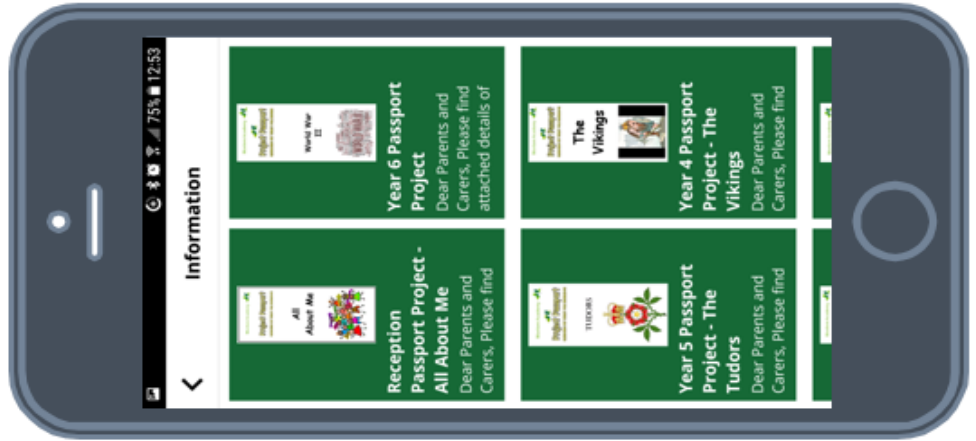 75% 12:53
Information
All
About Me
Reception
Passport Project -
All About Me
Dear Parents and
Carers, Please find
World War
II
Year 6 Passport
Project
Dear Parents and
Carers, Please find
attached details of
TUDORS
Year 5 Passport
Project - The
Tudors
Dear Parents and
Carers, Please find
The
Vikings
Year 4 Passport
Project - The
Vikings
Dear Parents and
Carers, Please find